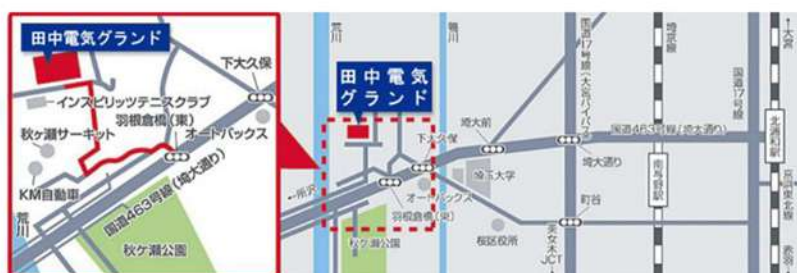 田中電気グランド
下大久保
インスピリッツテニスクラブ
羽根倉橋(東)
秋ヶ瀬サーキット
オートバックス
KM自動車
国道463号線(埼大通り)
荒川
秋ケ瀬公園
荒川
鴨川
国道17号線(大宮バイパス)
埼京線
国道17号線
↑大宮
田中電気
グランド
下大久保
埼大前
国道463号線(埼大通り)
埼大通り
北浦和駅
←所沢
埼玉大学
オートバックス
羽根倉橋(東)
南与野駅
町谷
京浜東北線
秋ケ瀬公園
桜区役所
美女木JCT
↓
赤羽